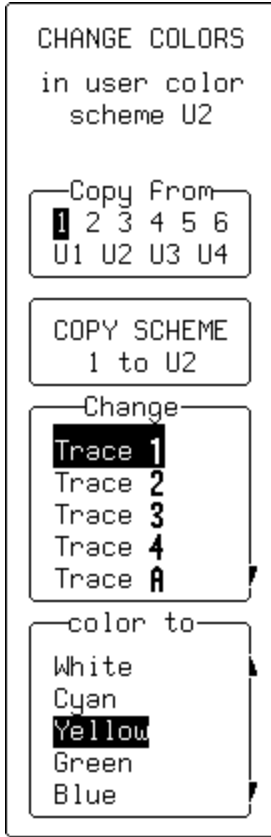 CHANGE COLORS
in user color
scheme U2
Copy From
1 2 3 4 5 6
U1 U2 U3 U4
COPY SCHEME
1 to U2
Change
Trace 1
Trace 2
Trace 3
Trace 4
Trace A
color to
White
Cyan
Yellow
Green
Blue